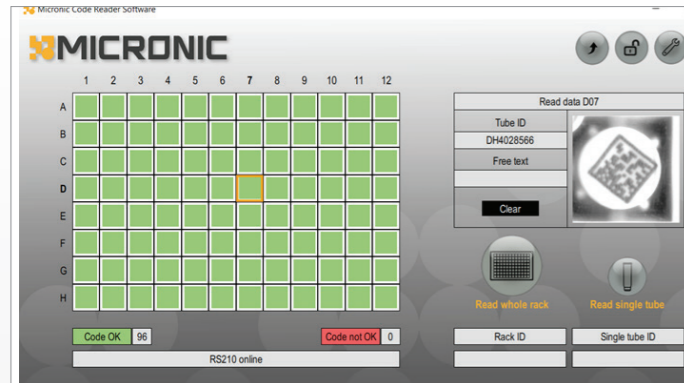 Micronic Code Reader Software
MICRONIC
1 2 3 4 5 6 7 8 9 10 11 12
A
B
C
D
E
F
G
H
Read data D07
Tube ID
DH4028566
Free text
Clear
Read whole rack
Read single tube
Code OK 96
Code not OK 0
Rack ID
Single tube ID
RS210 online